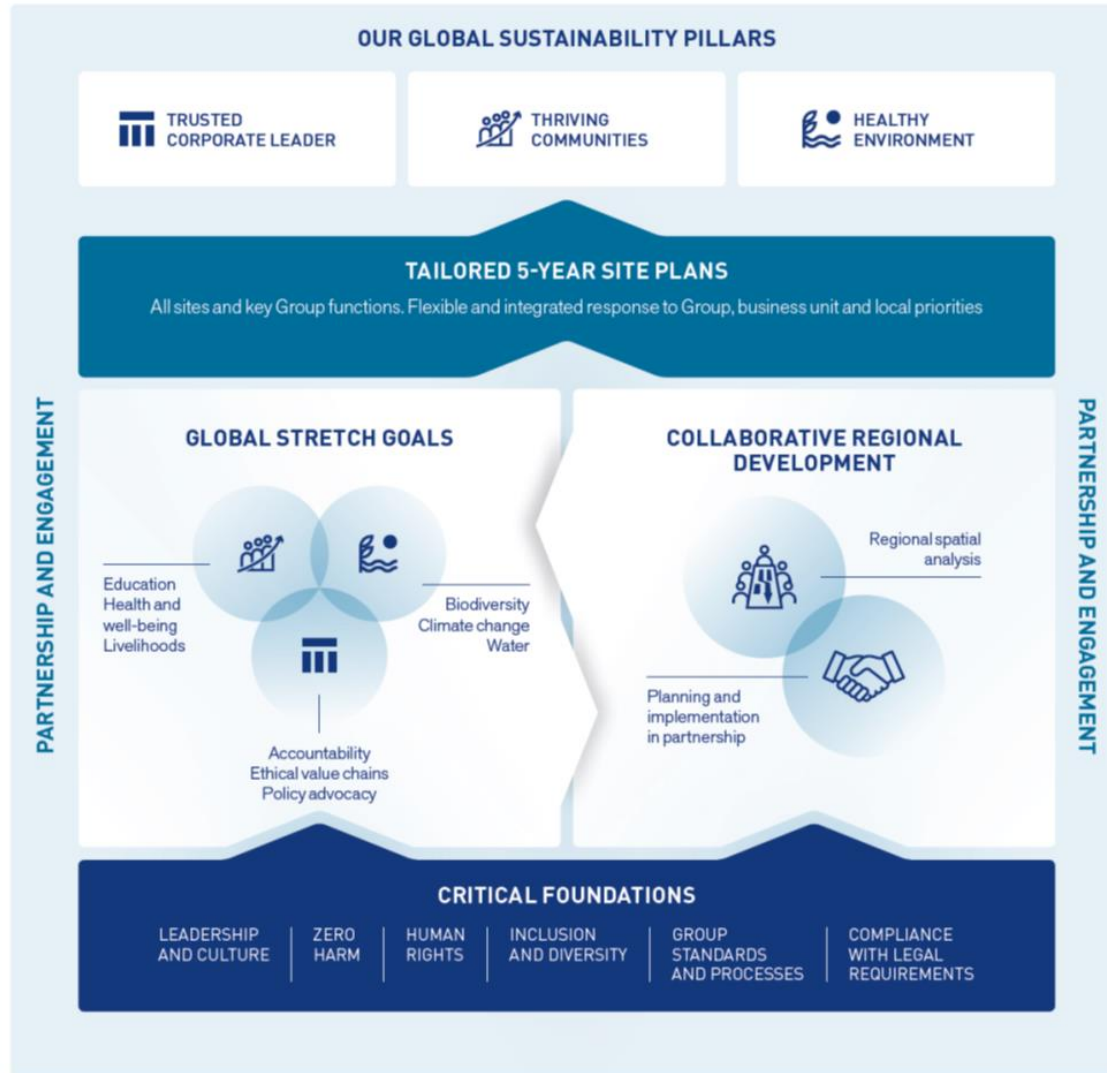 OUR GLOBAL SUSTAINABILITY PILLARS
TRUSTED
CORPORATE LEADER
THRIVING
COMMUNITIES
HEALTHY
ENVIRONMENT
TAILORED 5-YEAR SITE PLANS
All sites and key Group functions. Flexible and integrated response to Group, business unit and local priorities
PARTNERSHIP AND ENGAGEMENT
GLOBAL STRETCH GOALS
Education
Health and
well-being
Livelihoods
Biodiversity
Climate change
Water
Accountability
Ethical value chains
Policy advocacy
COLLABORATIVE REGIONAL
DEVELOPMENT
Regional spatial
analysis
Planning and
implementation
in partnership
PARTNERSHIP AND ENGAGEMENT
CRITICAL FOUNDATIONS
LEADERSHIP
AND CULTURE
ZERO
HARM
HUMAN
RIGHTS
INCLUSION
AND DIVERSITY
GROUP
STANDARDS
AND PROCESSES
COMPLIANCE
WITH LEGAL
REQUIREMENTS